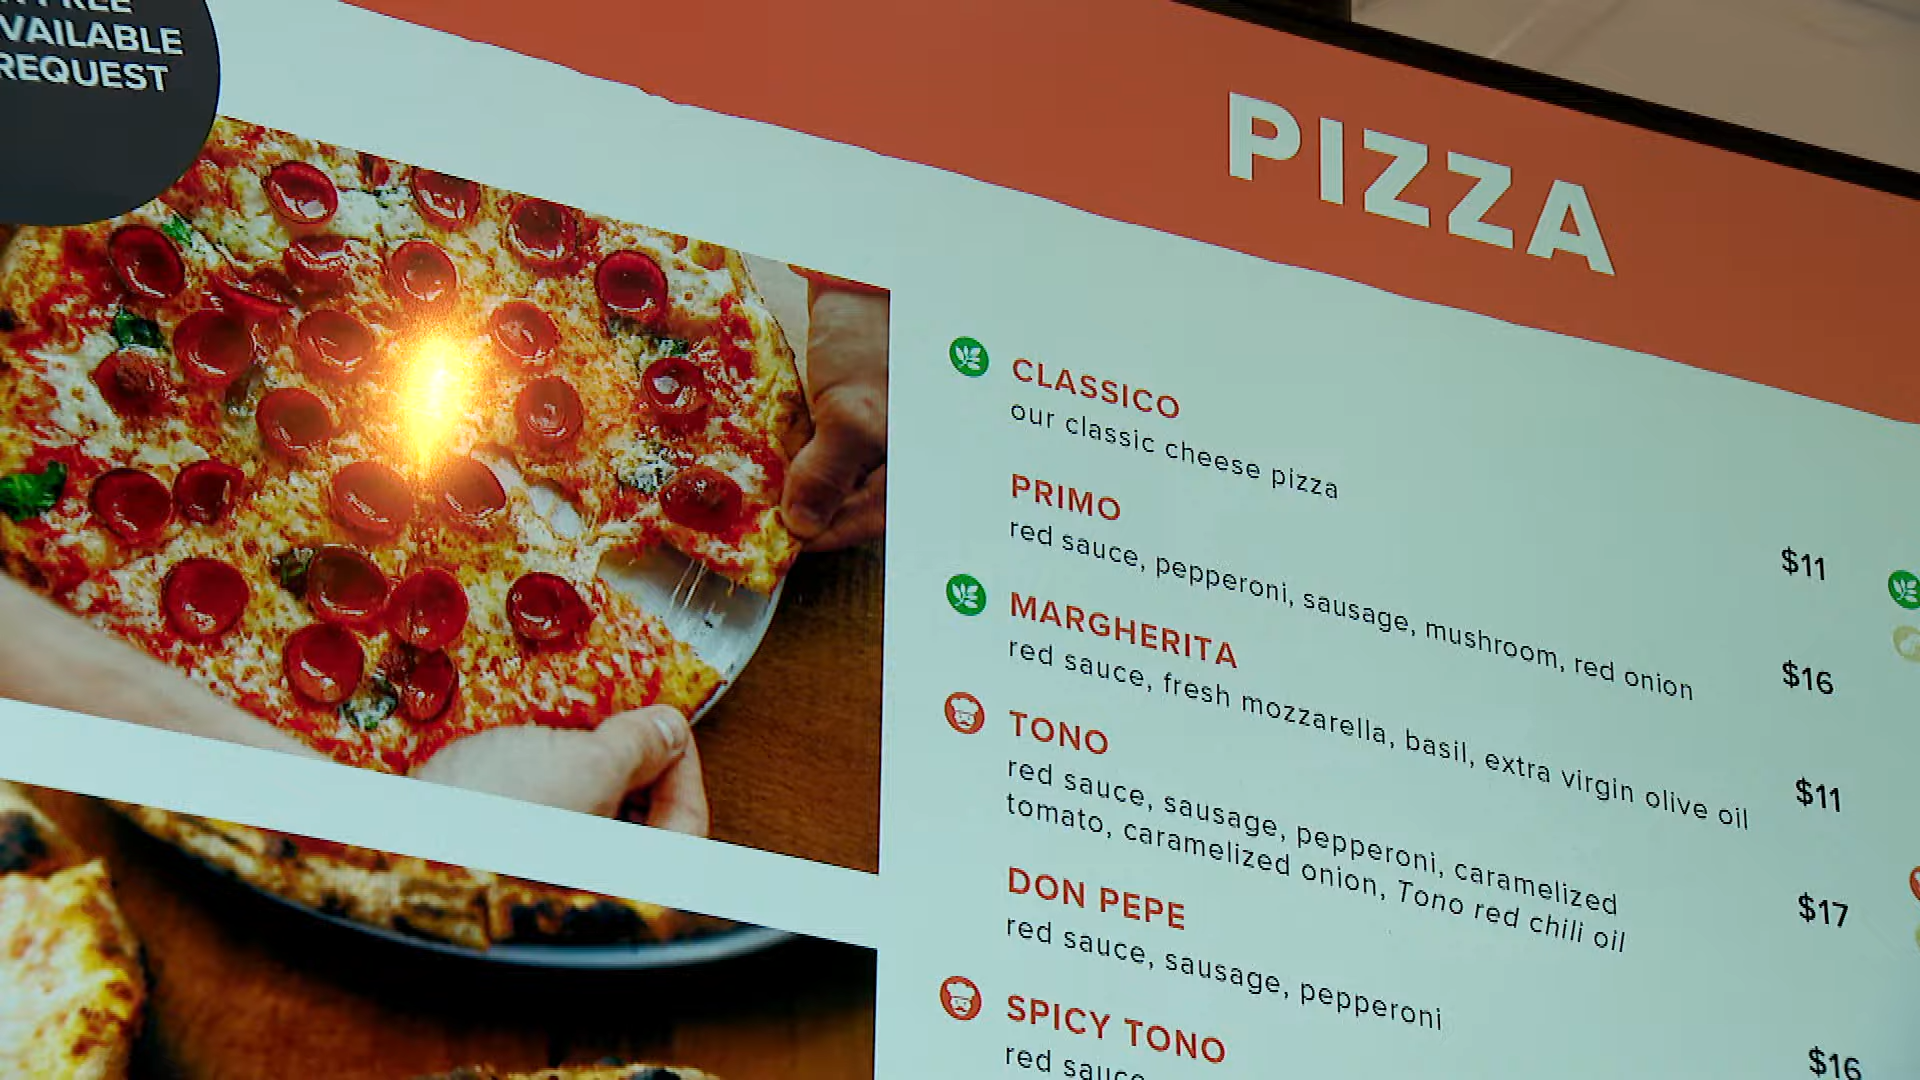 VAILABLE
REQUEST
PIZZA
CLASSICO
our classic cheese pizza
$11
PRIMO
red sauce, pepperoni, sausage, mushroom, red onion
$16
MARGHERITA
red sauce, fresh mozzarella, basil, extra virgin olive oil
$11
TONO
red sauce, sausage, pepperoni, caramelized
tomato, caramelized onion, Tono red chili oil
$17
DON PEPE
red sauce, sausage, pepperoni
$16
SPICY TONO
red sauce